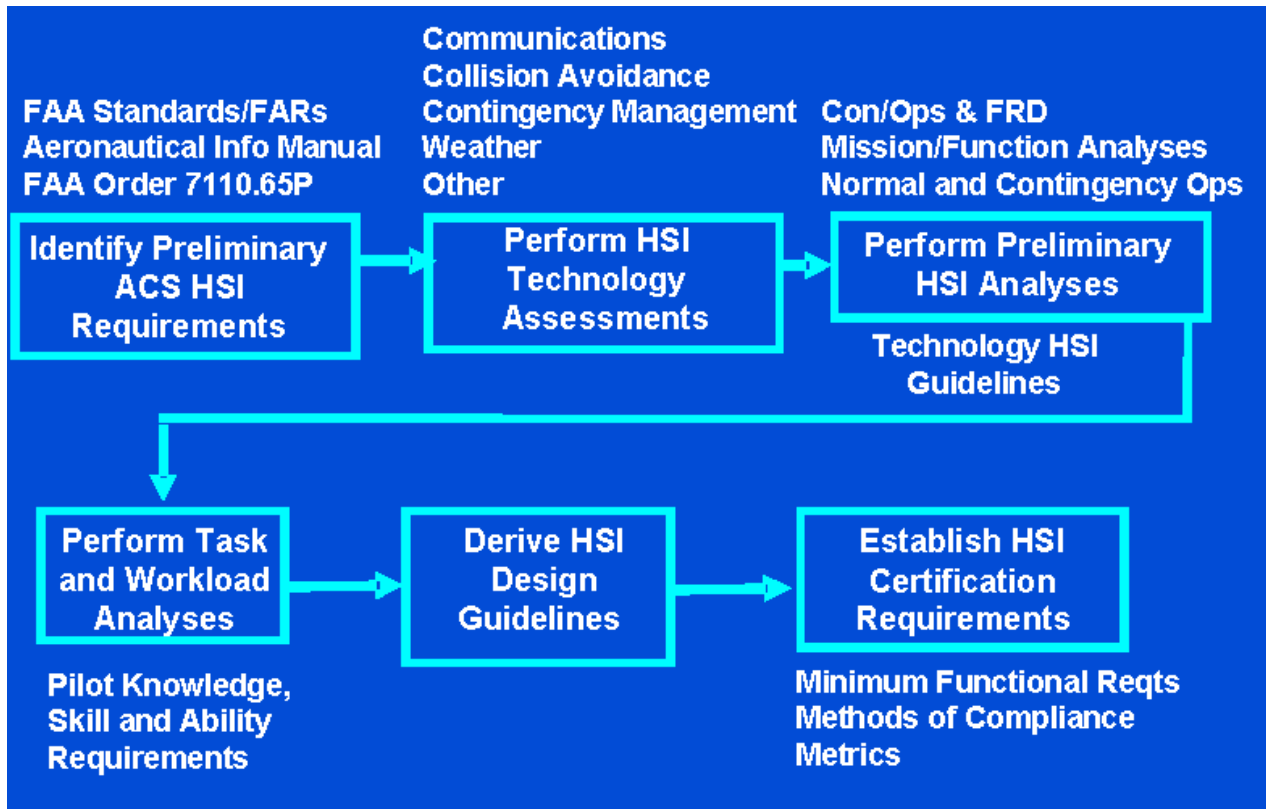 FAA Standards/FARs
Aeronautical Info Manual
FAA Order 7110.65P
Identify Preliminary
ACS HSI
Requirements
Communications
Collision Avoidance
Contingency Management
Weather
Other
Perform HSI
Technology
Assessments
Con/Ops & FRD
Mission/Function Analyses
Normal and Contingency Ops
Perform Preliminary
HSI Analyses
Technology HSI
Guidelines
Perform Task
and Workload
Analyses
Pilot Knowledge,
Skill and Ability
Requirements
Derive HSI
Design
Guidelines
Establish HSI
Certification
Requirements
Minimum Functional Reqts
Methods of Compliance
Metrics